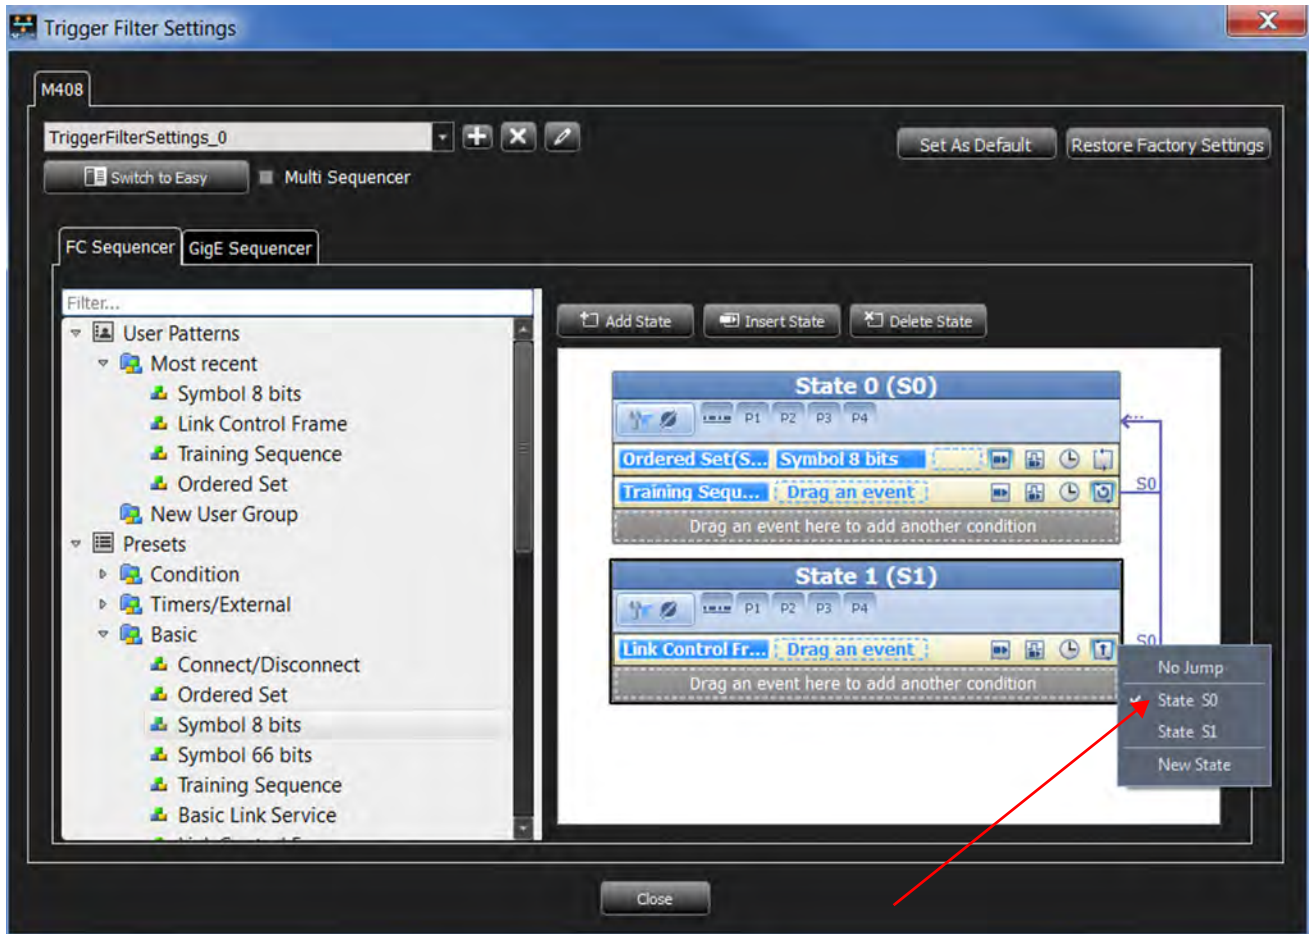 Trigger Filter Settings
X
M408
TriggerFilterSettings_0
Set As Default
Restore Factory Settings
Switch to Easy
Multi Sequencer
FC Sequencer
GigE Sequencer
Filter...
User Patterns
Most recent
Symbol 8 bits
Link Control Frame
Training Sequence
Ordered Set
New User Group
Presets
Condition
Timers/External
Basic
Connect/Disconnect
Ordered Set
Symbol 8 bits
Symbol 66 bits
Training Sequence
Basic Link Service
Add State
Insert State
Delete State
State 0 (S0)
P1 P2 P3 P4
Ordered Set(S... Symbol 8 bits
Training Sequ... Drag an event
S0
Drag an event here to add another condition
State 1 (S1)
P1 P2 P3 P4
S0
Link Control Fr... Drag an event
Drag an event here to add another condition
No Jump
State S0
State S1
New State
Close